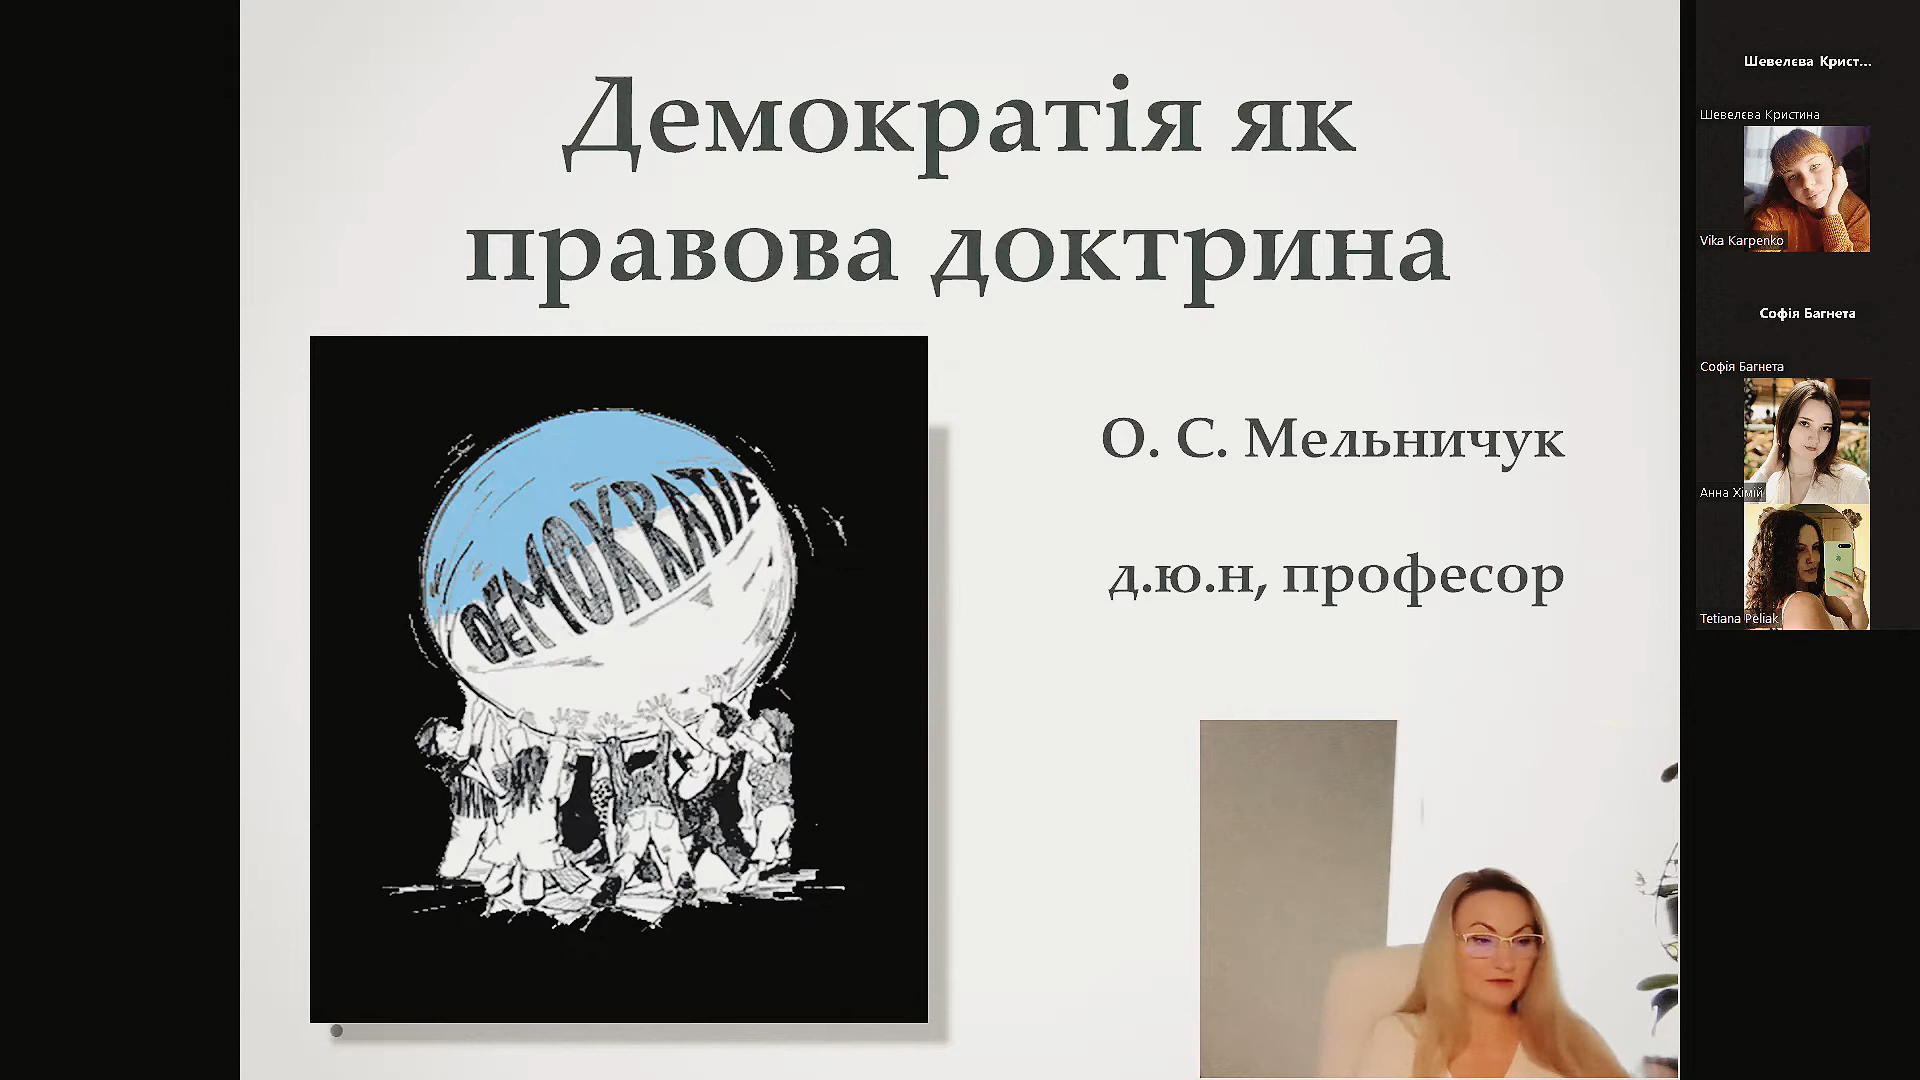 Демократія як
правова доктрина
DEMOKRATIE
О. С. Мельничук
д.ю.н, професор
Шевелєва Крист...
Шевелєва Кристина
Vika Karpenko
Софія Багнета
Софія Багнета
Анна Хімій
Tetiana Peliak